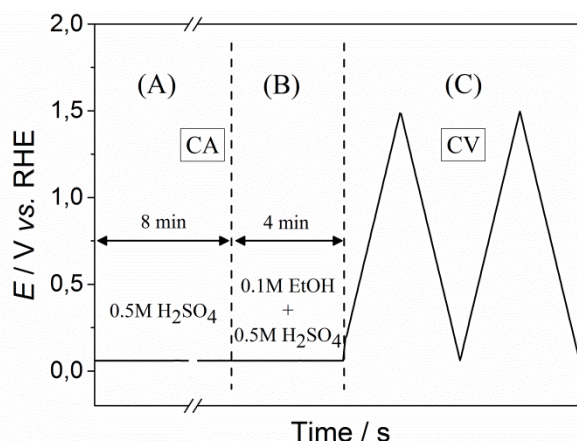 2,0
(A)
(B)
(C)
1,5
CA
CV
E / V vs. RHE
1,0
8 min
4 min
0,5
0.5M H₂SO₄
0.1M EtOH
+
0.5M H₂SO₄
0,0
Time / s